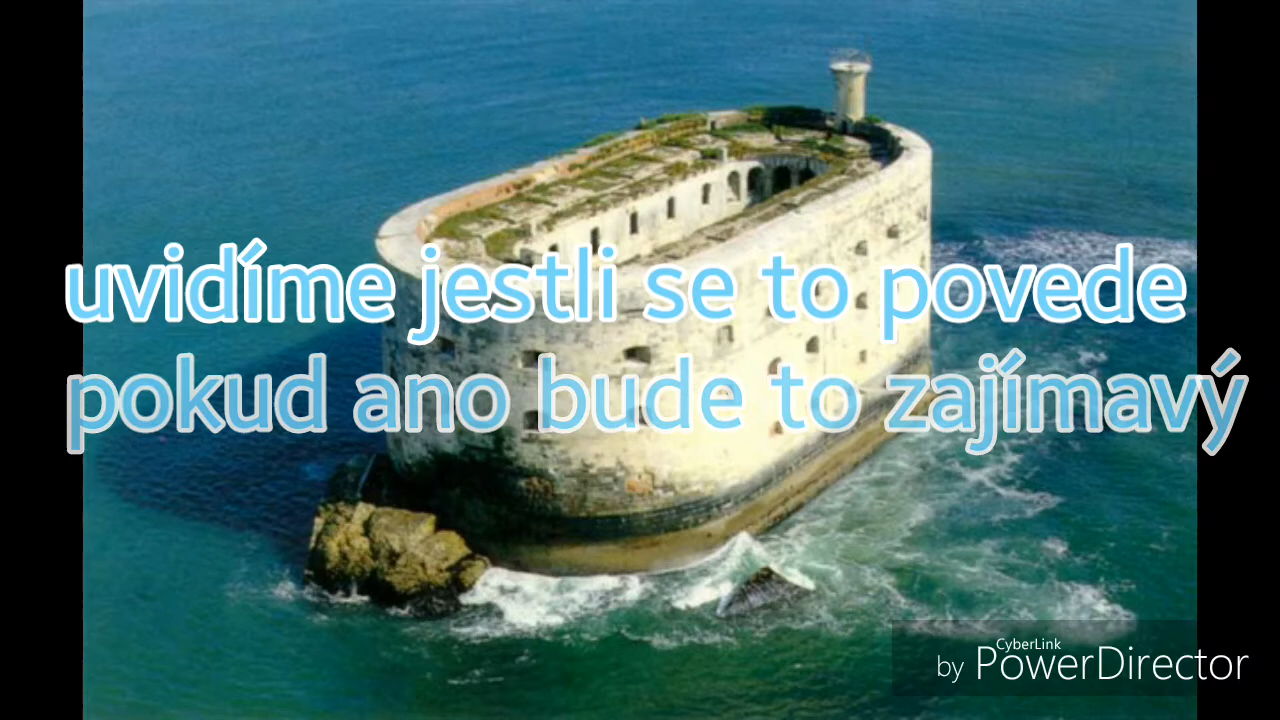 uvidíme jestli se to povede
pokud ano bude to zajímavý
CyberLink
by PowerDirector